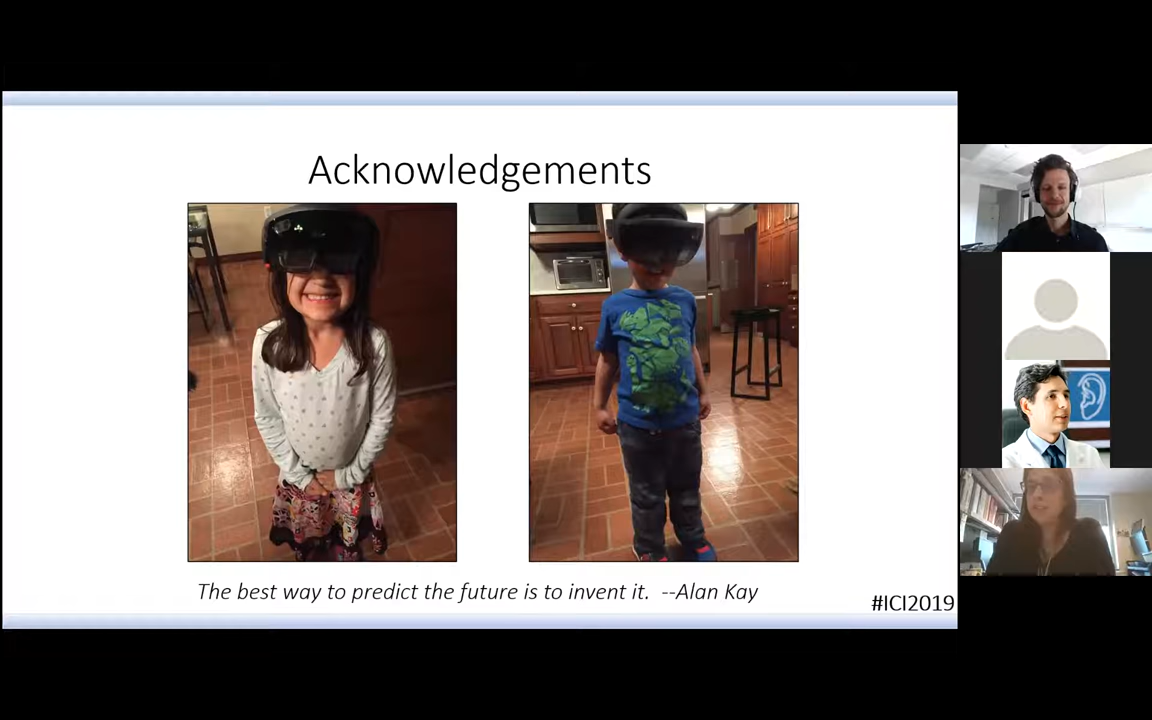 Acknowledgements
The best way to predict the future is to invent it.  --Alan Kay
#ICI2019